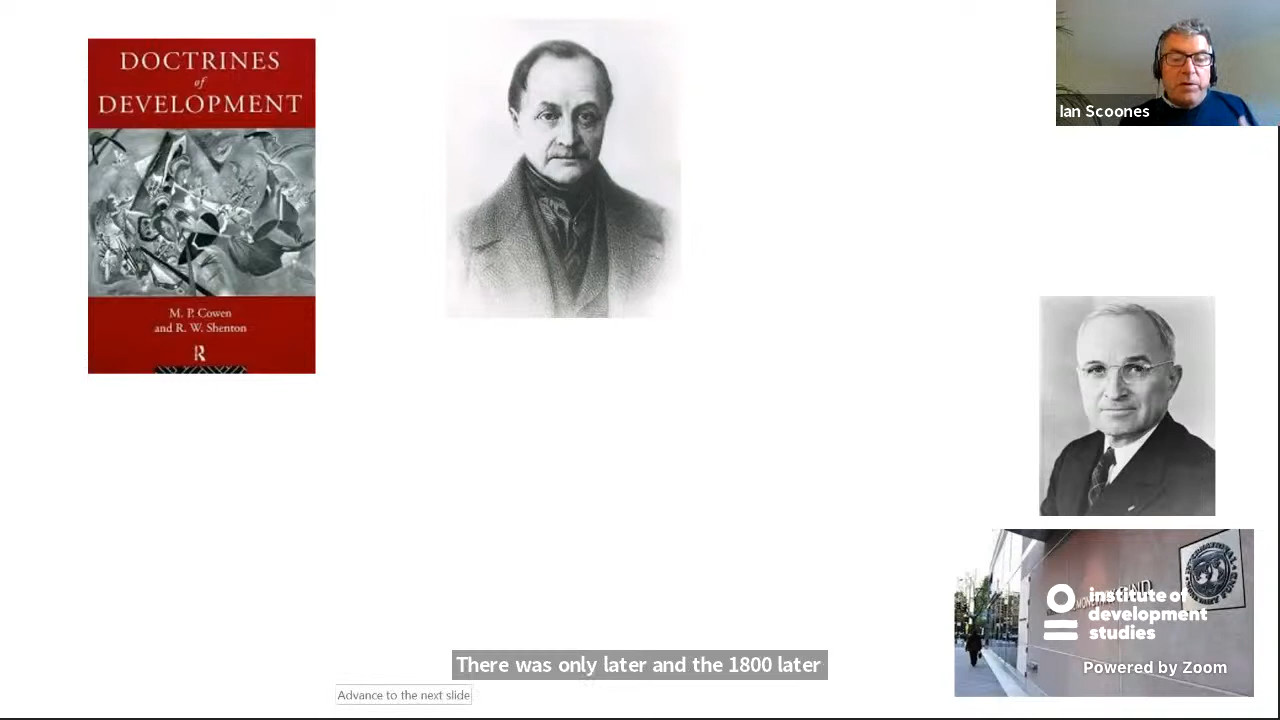 DOCTRINES
of
DEVELOPMENT
M. P. Cowen
and R. W. Shenton
R
Ian Scoones
institute of
development
studies
Powered by Zoom
There was only later and the 1800 later
Advance to the next slide